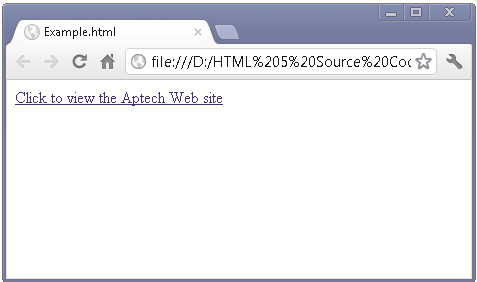 Example.html
file:///D:/HTML%205%20Source%20Coc
Click to view the Aptech Web site